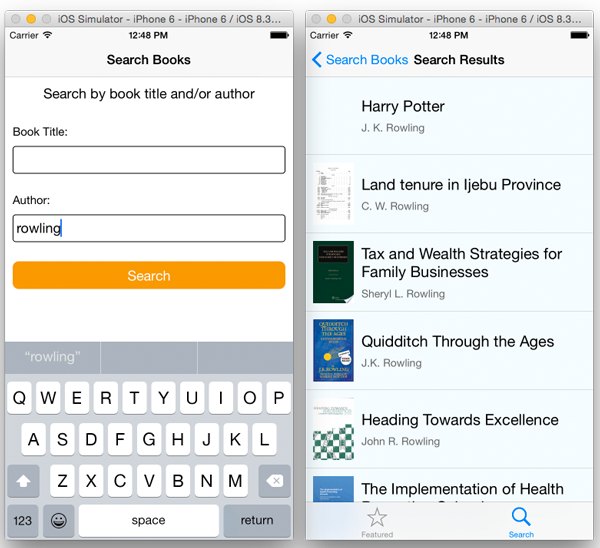 iOS Simulator - iPhone 6 - iPhone 6 / iOS 8.3...
Carrier 12:48 PM
Search Books
Search by book title and/or author
Book Title:
Author:
rowling
Search
“rowling”
Q W E R T Y U I O P
A S D F G H J K L
Z X C V B N M
123 space return
iOS Simulator - iPhone 6 - iPhone 6 / iOS 8.3...
Carrier 12:48 PM
Search Books Search Results
Harry Potter
J. K. Rowling
Land tenure in Ijebu Province
C. W. Rowling
Tax and Wealth Strategies for
Family Businesses
Sheryl L. Rowling
QUIDDITCH
THROUGH
THE AGES
Quidditch Through the Ages
J.K. Rowling
Heading Towards Excellence
John R. Rowling
The Implementation of Health
Featured Search